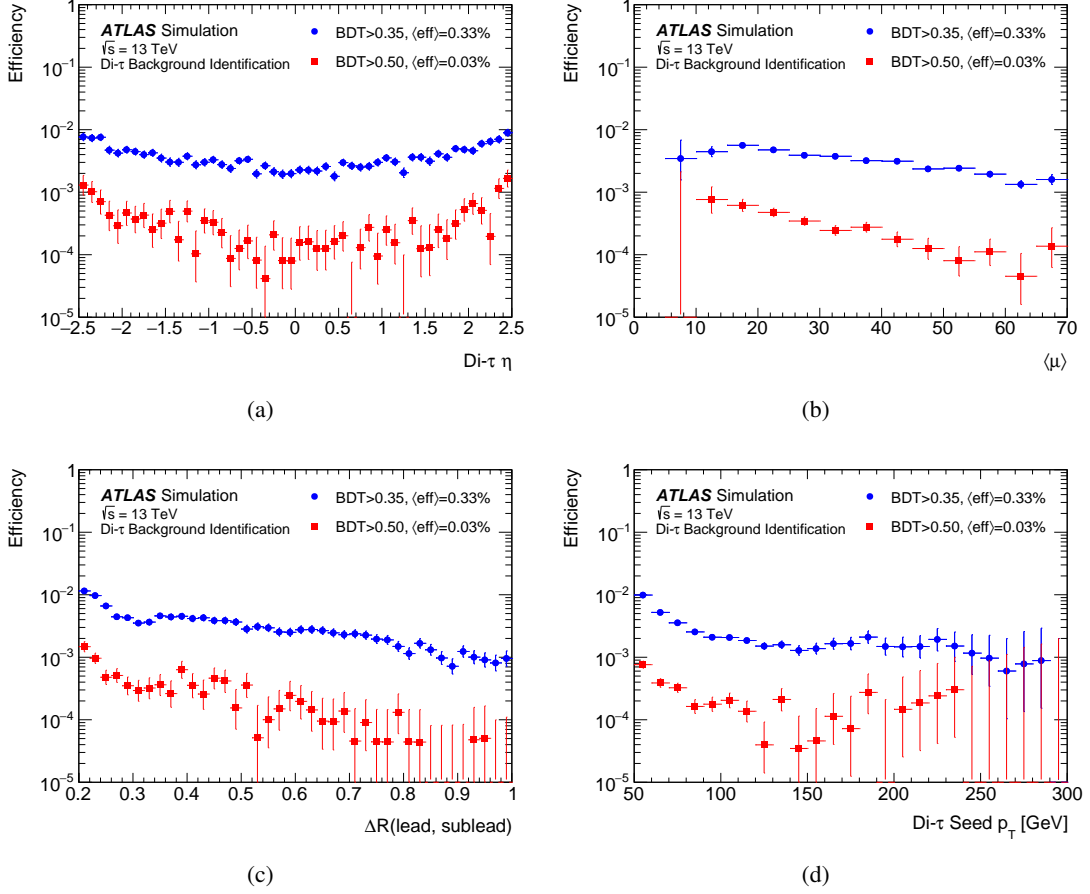 Efficiency
1
10⁻¹
10⁻²
10⁻³
10⁻⁴
10⁻⁵
ATLAS Simulation
√s = 13 TeV
Di-τ Background Identification
BDT>0.35, ⟨eff⟩=0.33%
BDT>0.50, ⟨eff⟩=0.03%
−2.5 −2 −1.5 −1 −0.5 0 0.5 1 1.5 2 2.5
Di-τ η
(a)
Efficiency
1
10⁻¹
10⁻²
10⁻³
10⁻⁴
10⁻⁵
ATLAS Simulation
√s = 13 TeV
Di-τ Background Identification
BDT>0.35, ⟨eff⟩=0.33%
BDT>0.50, ⟨eff⟩=0.03%
0 10 20 30 40 50 60 70
⟨μ⟩
(b)
Efficiency
1
10⁻¹
10⁻²
10⁻³
10⁻⁴
10⁻⁵
ATLAS Simulation
√s = 13 TeV
Di-τ Background Identification
BDT>0.35, ⟨eff⟩=0.33%
BDT>0.50, ⟨eff⟩=0.03%
0.2 0.3 0.4 0.5 0.6 0.7 0.8 0.9 1
ΔR(lead, sublead)
(c)
Efficiency
1
10⁻¹
10⁻²
10⁻³
10⁻⁴
10⁻⁵
ATLAS Simulation
√s = 13 TeV
Di-τ Background Identification
BDT>0.35, ⟨eff⟩=0.33%
BDT>0.50, ⟨eff⟩=0.03%
50 100 150 200 250 300
Di-τ Seed p_T [GeV]
(d)